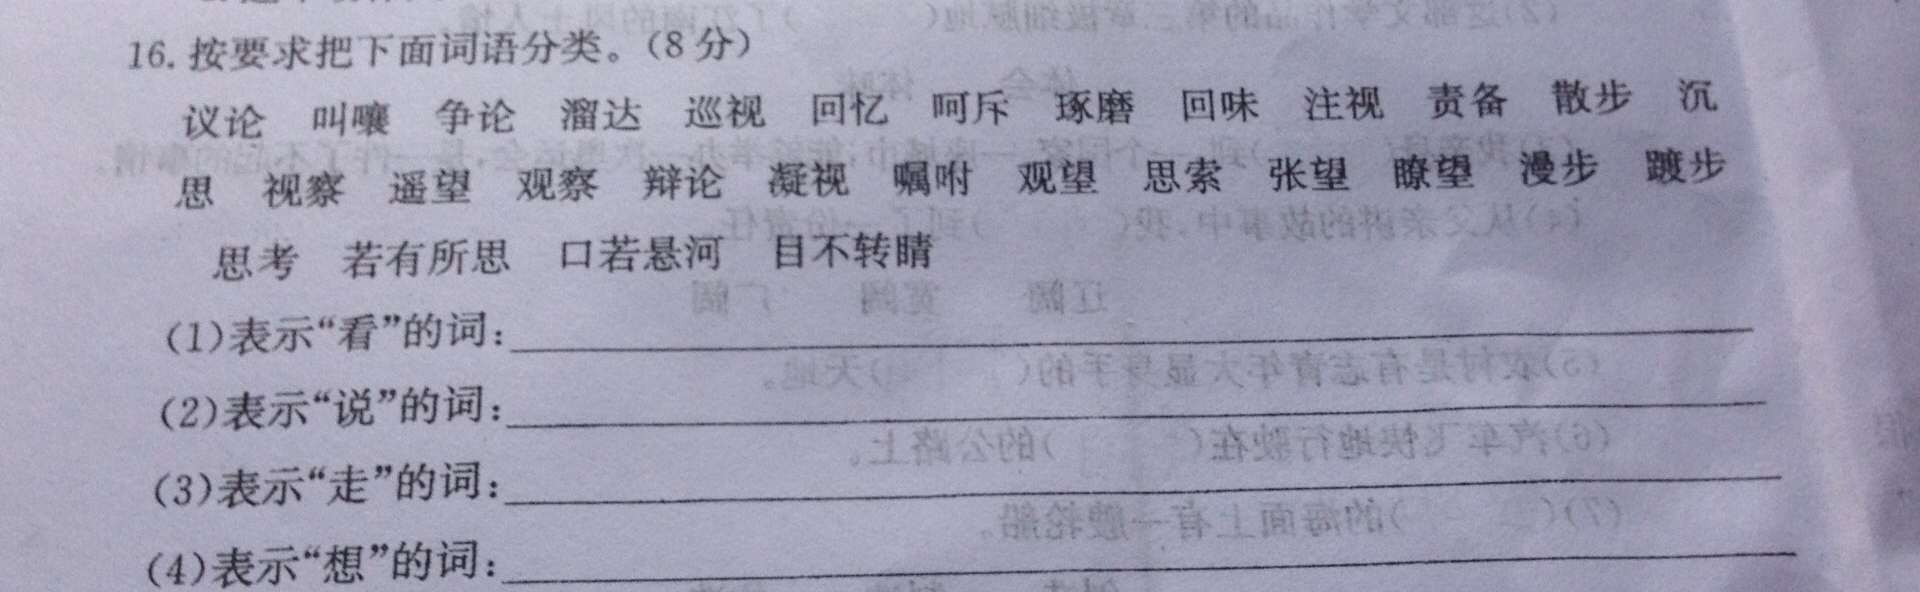 16. 按要求把下面词语分类。(8分)
议论 叫嚷 争论 溜达 巡视 回忆 呵斥 琢磨 回味 注视 责备 散步 沉
思 视察 遥望 观察 辩论 凝视 嘱咐 观望 思索 张望 瞭望 漫步 踱步
思考 若有所思 口若悬河 目不转睛
(1)表示“看”的词:
(2)表示“说”的词:
(3)表示“走”的词:
(4)表示“想”的词: